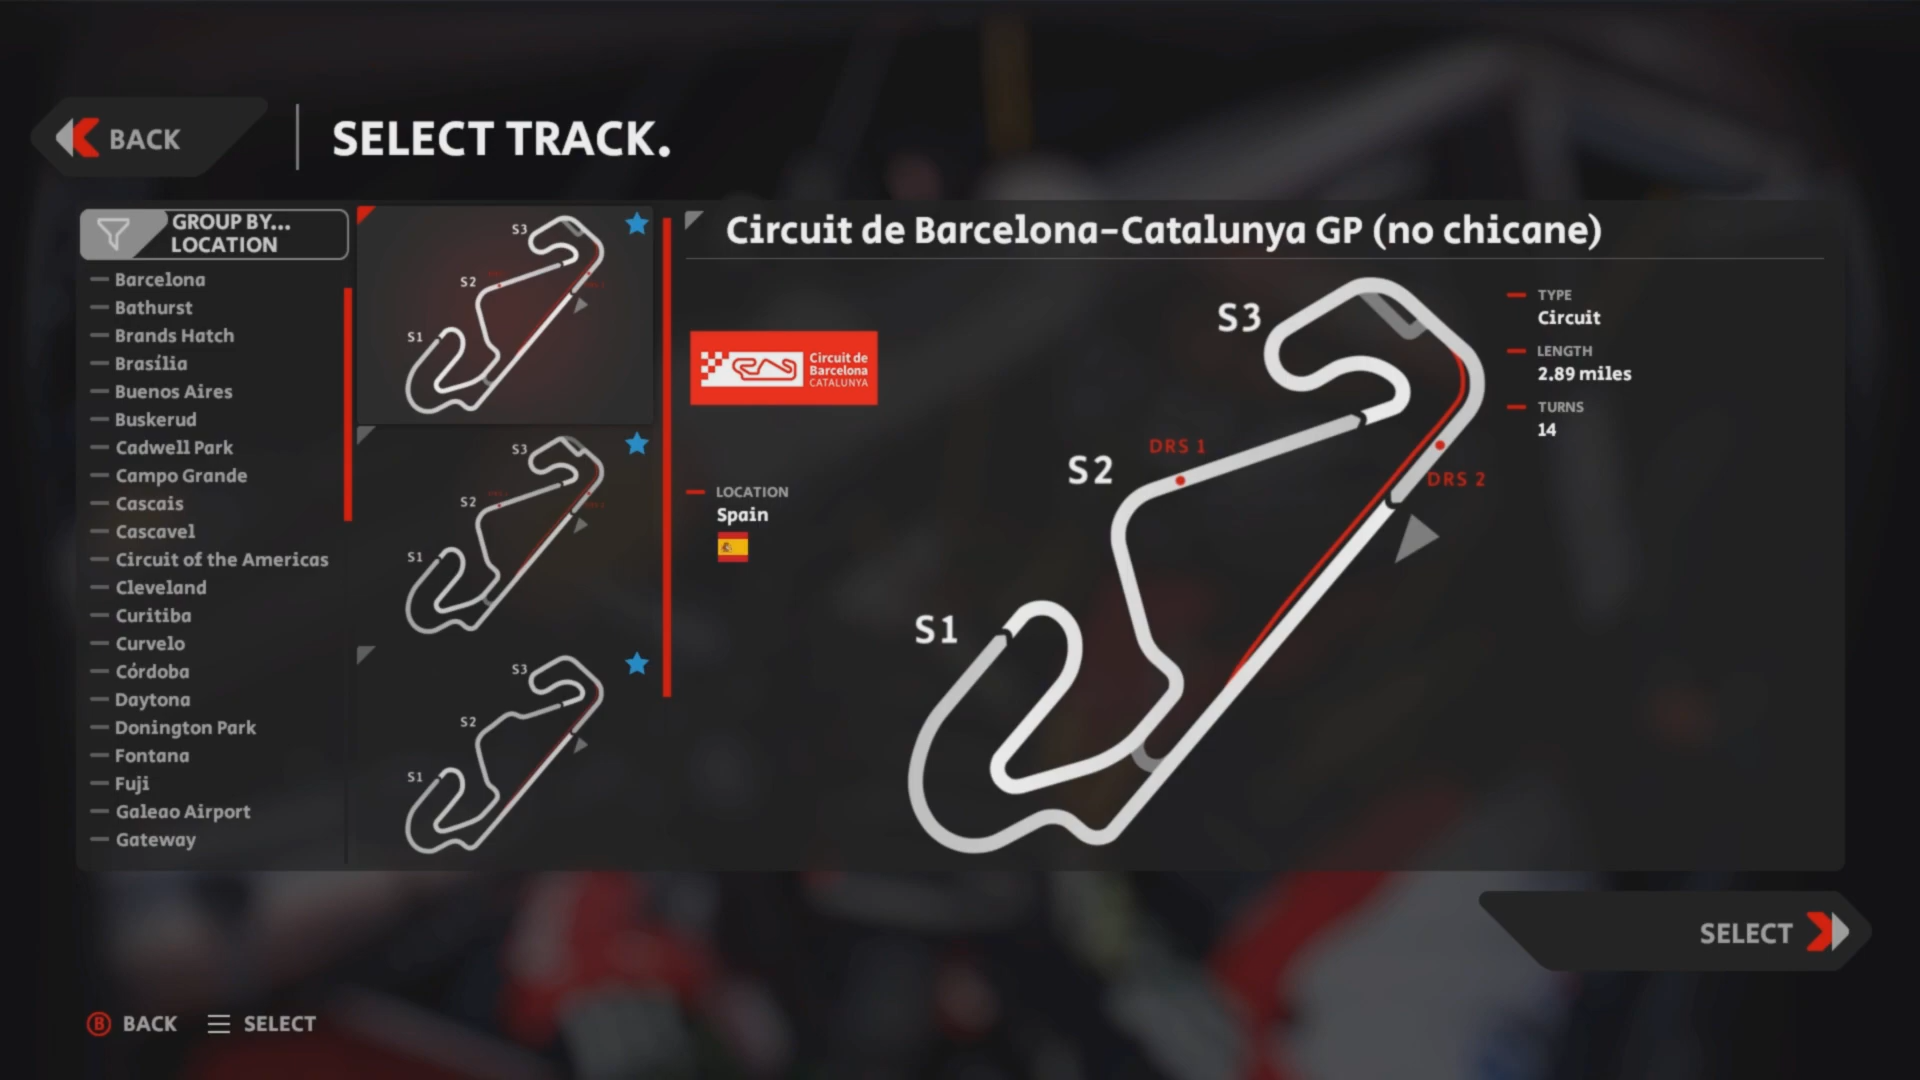 BACK
SELECT TRACK.
GROUP BY...
LOCATION
Barcelona
Bathurst
Brands Hatch
Brasília
Buenos Aires
Buskerud
Cadwell Park
Campo Grande
Cascais
Cascavel
Circuit of the Americas
Cleveland
Curitiba
Curvelo
Córdoba
Daytona
Donington Park
Fontana
Fuji
Galeao Airport
Gateway
S3
S2
S1
S3
S2
S1
S3
S2
S1
Circuit de Barcelona-Catalunya GP (no chicane)
Circuit de
Barcelona
CATALUNYA
LOCATION
Spain
S3
DRS 1
S2
DRS 2
S1
TYPE
Circuit
LENGTH
2.89 miles
TURNS
14
SELECT
B BACK
SELECT